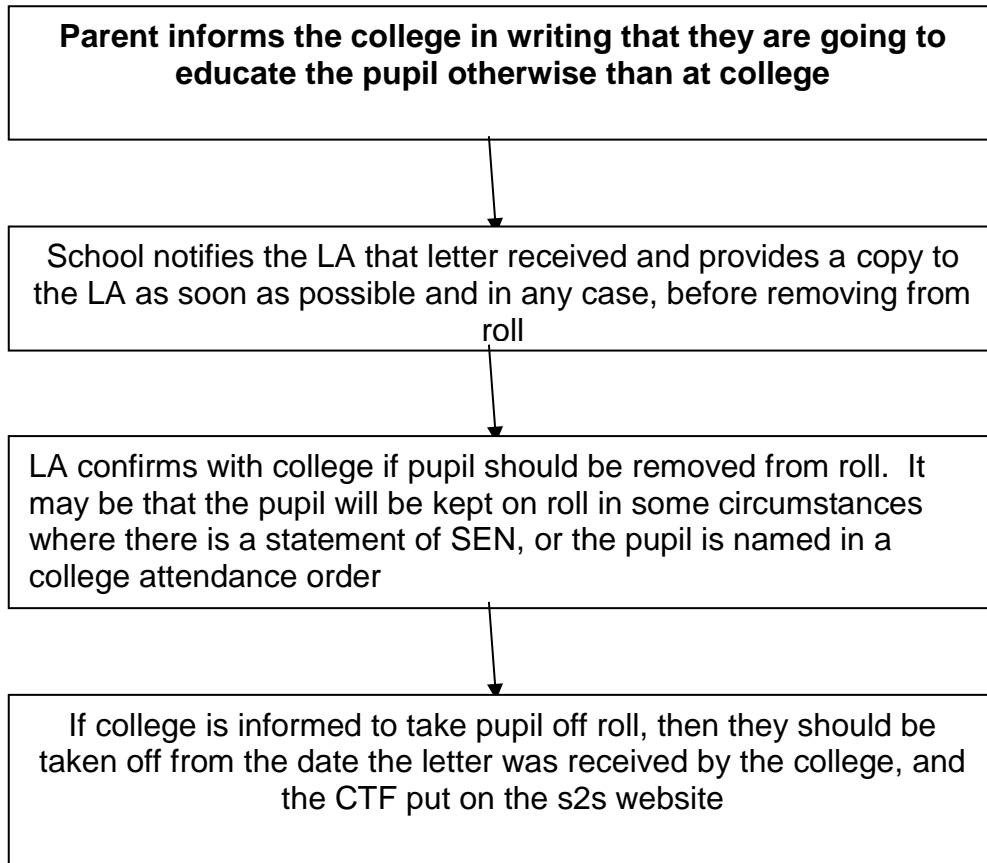 Parent informs the college in writing that they are going to
educate the pupil otherwise than at college
School notifies the LA that letter received and provides a copy to
the LA as soon as possible and in any case, before removing from
roll
LA confirms with college if pupil should be removed from roll.  It
may be that the pupil will be kept on roll in some circumstances
where there is a statement of SEN, or the pupil is named in a
college attendance order
If college is informed to take pupil off roll, then they should be
taken off from the date the letter was received by the college, and
the CTF put on the s2s website